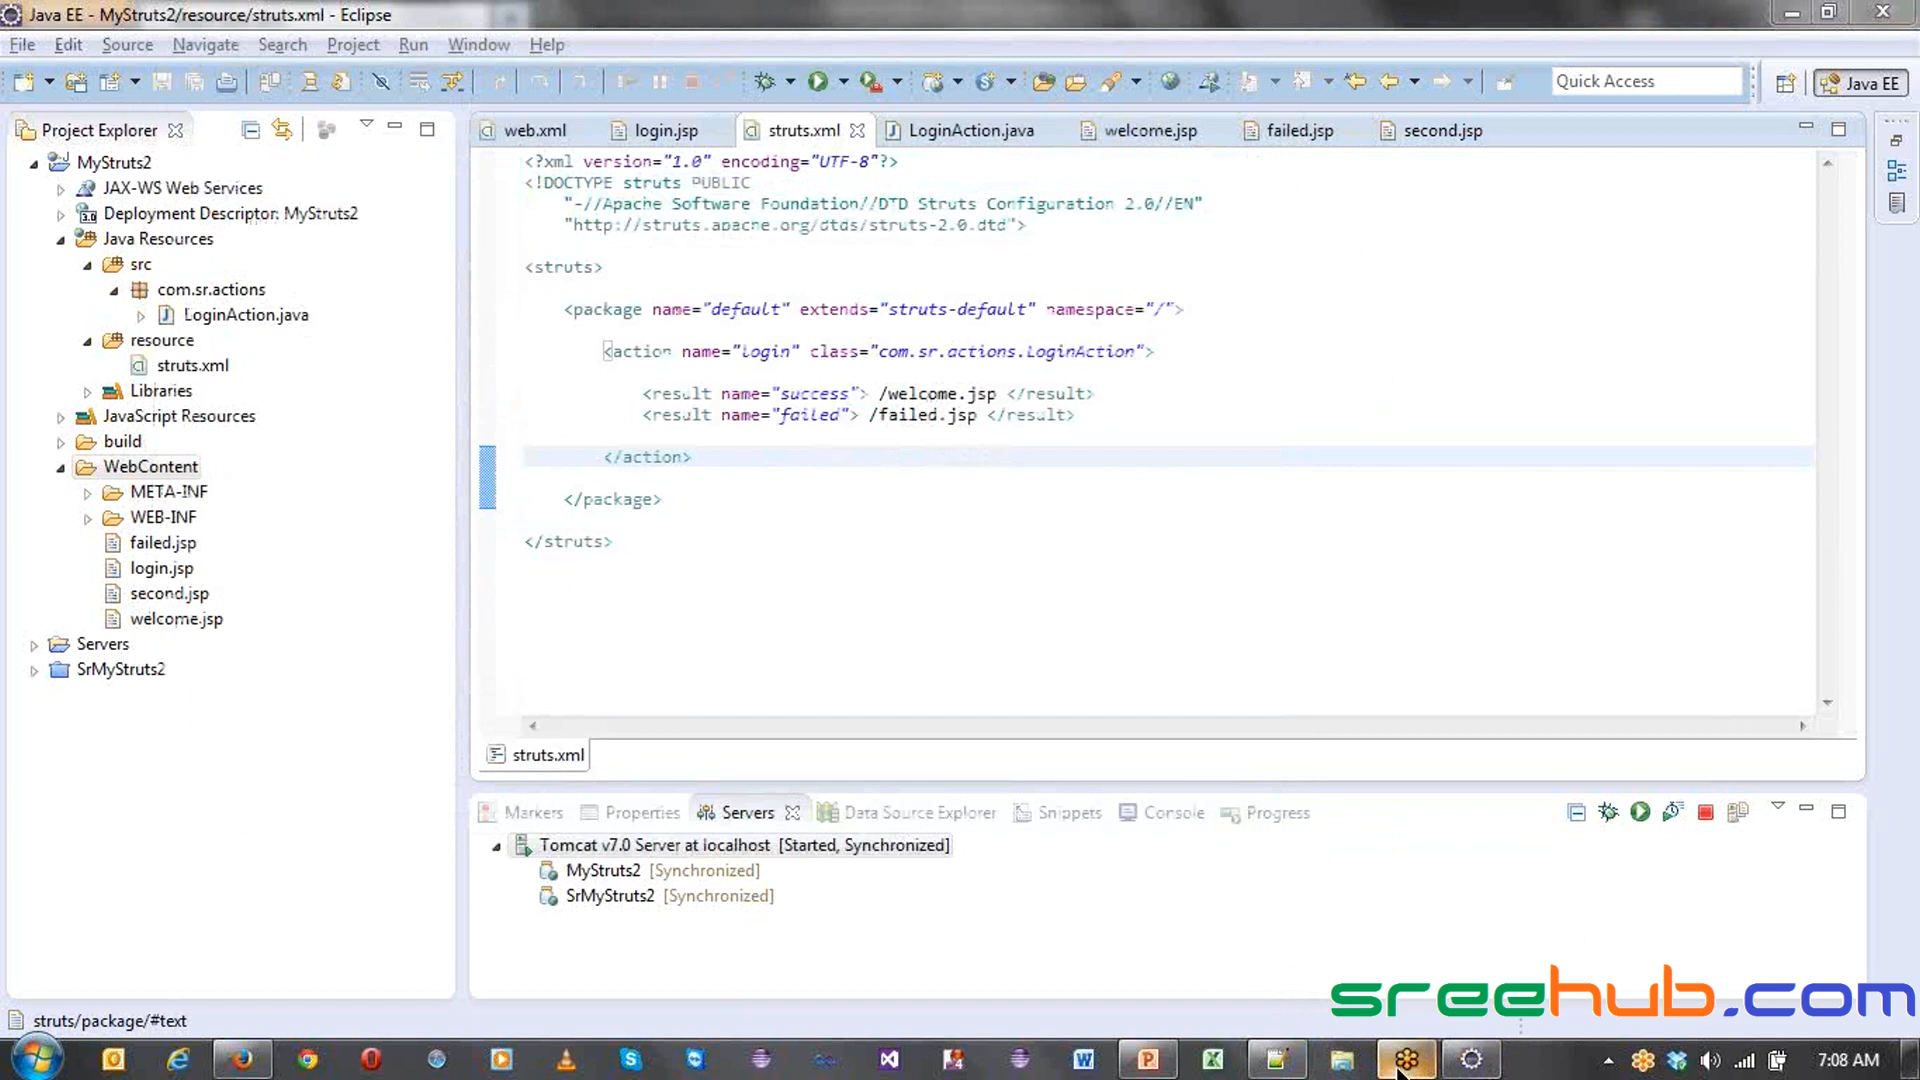 Java EE - MyStruts2/resource/struts.xml - Eclipse
File Edit Source Navigate Search Project Run Window Help
Quick Access
Java EE
Project Explorer
MyStruts2
JAX-WS Web Services
Deployment Descriptor: MyStruts2
3.0
Java Resources
src
com.sr.actions
LoginAction.java
resource
struts.xml
Libraries
JavaScript Resources
build
WebContent
META-INF
WEB-INF
failed.jsp
login.jsp
second.jsp
welcome.jsp
Servers
SrMyStruts2
web.xml login.jsp struts.xml LoginAction.java welcome.jsp failed.jsp second.jsp
<?xml version="1.0" encoding="UTF-8"?>
<!DOCTYPE struts PUBLIC
"-//Apache Software Foundation//DTD Struts Configuration 2.0//EN"
"http://struts.apache.org/dtds/struts-2.0.dtd">
<struts>
<package name="default" extends="struts-default" namespace="/">
<action name="login" class="com.sr.actions.LoginAction">
<result name="success"> /welcome.jsp </result>
<result name="failed"> /failed.jsp </result>
</action>
</package>
</struts>
struts.xml
Markers Properties Servers Data Source Explorer Snippets Console Progress
Tomcat v7.0 Server at localhost [Started, Synchronized]
MyStruts2 [Synchronized]
SrMyStruts2 [Synchronized]
sreehub.com
struts/package/#text
7:08 AM